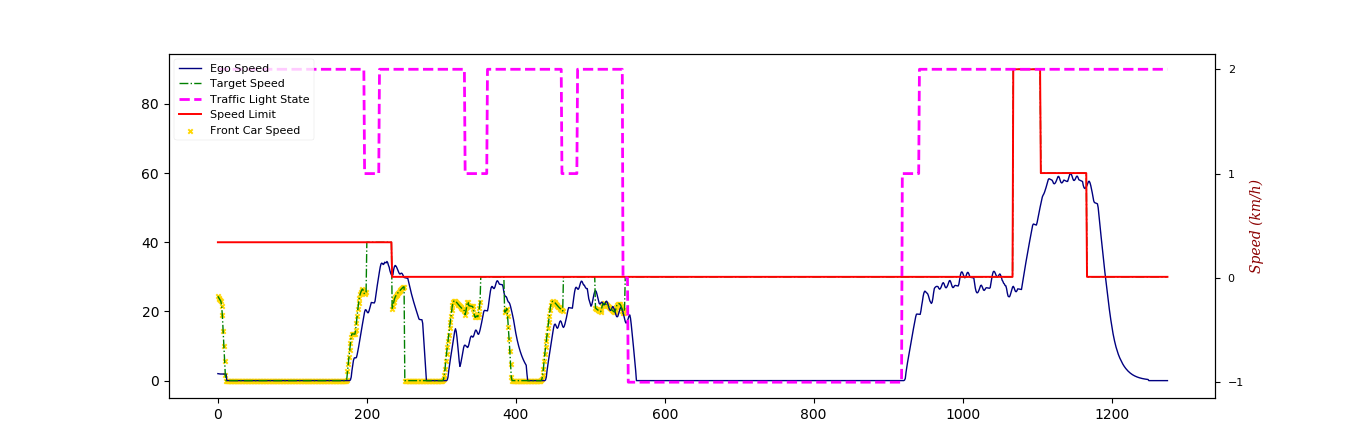 Ego Speed
Target Speed
Traffic Light State
Speed Limit
Front Car Speed
80
60
40
20
0
2
1
0
−1
Speed (km/h)
0 200 400 600 800 1000 1200